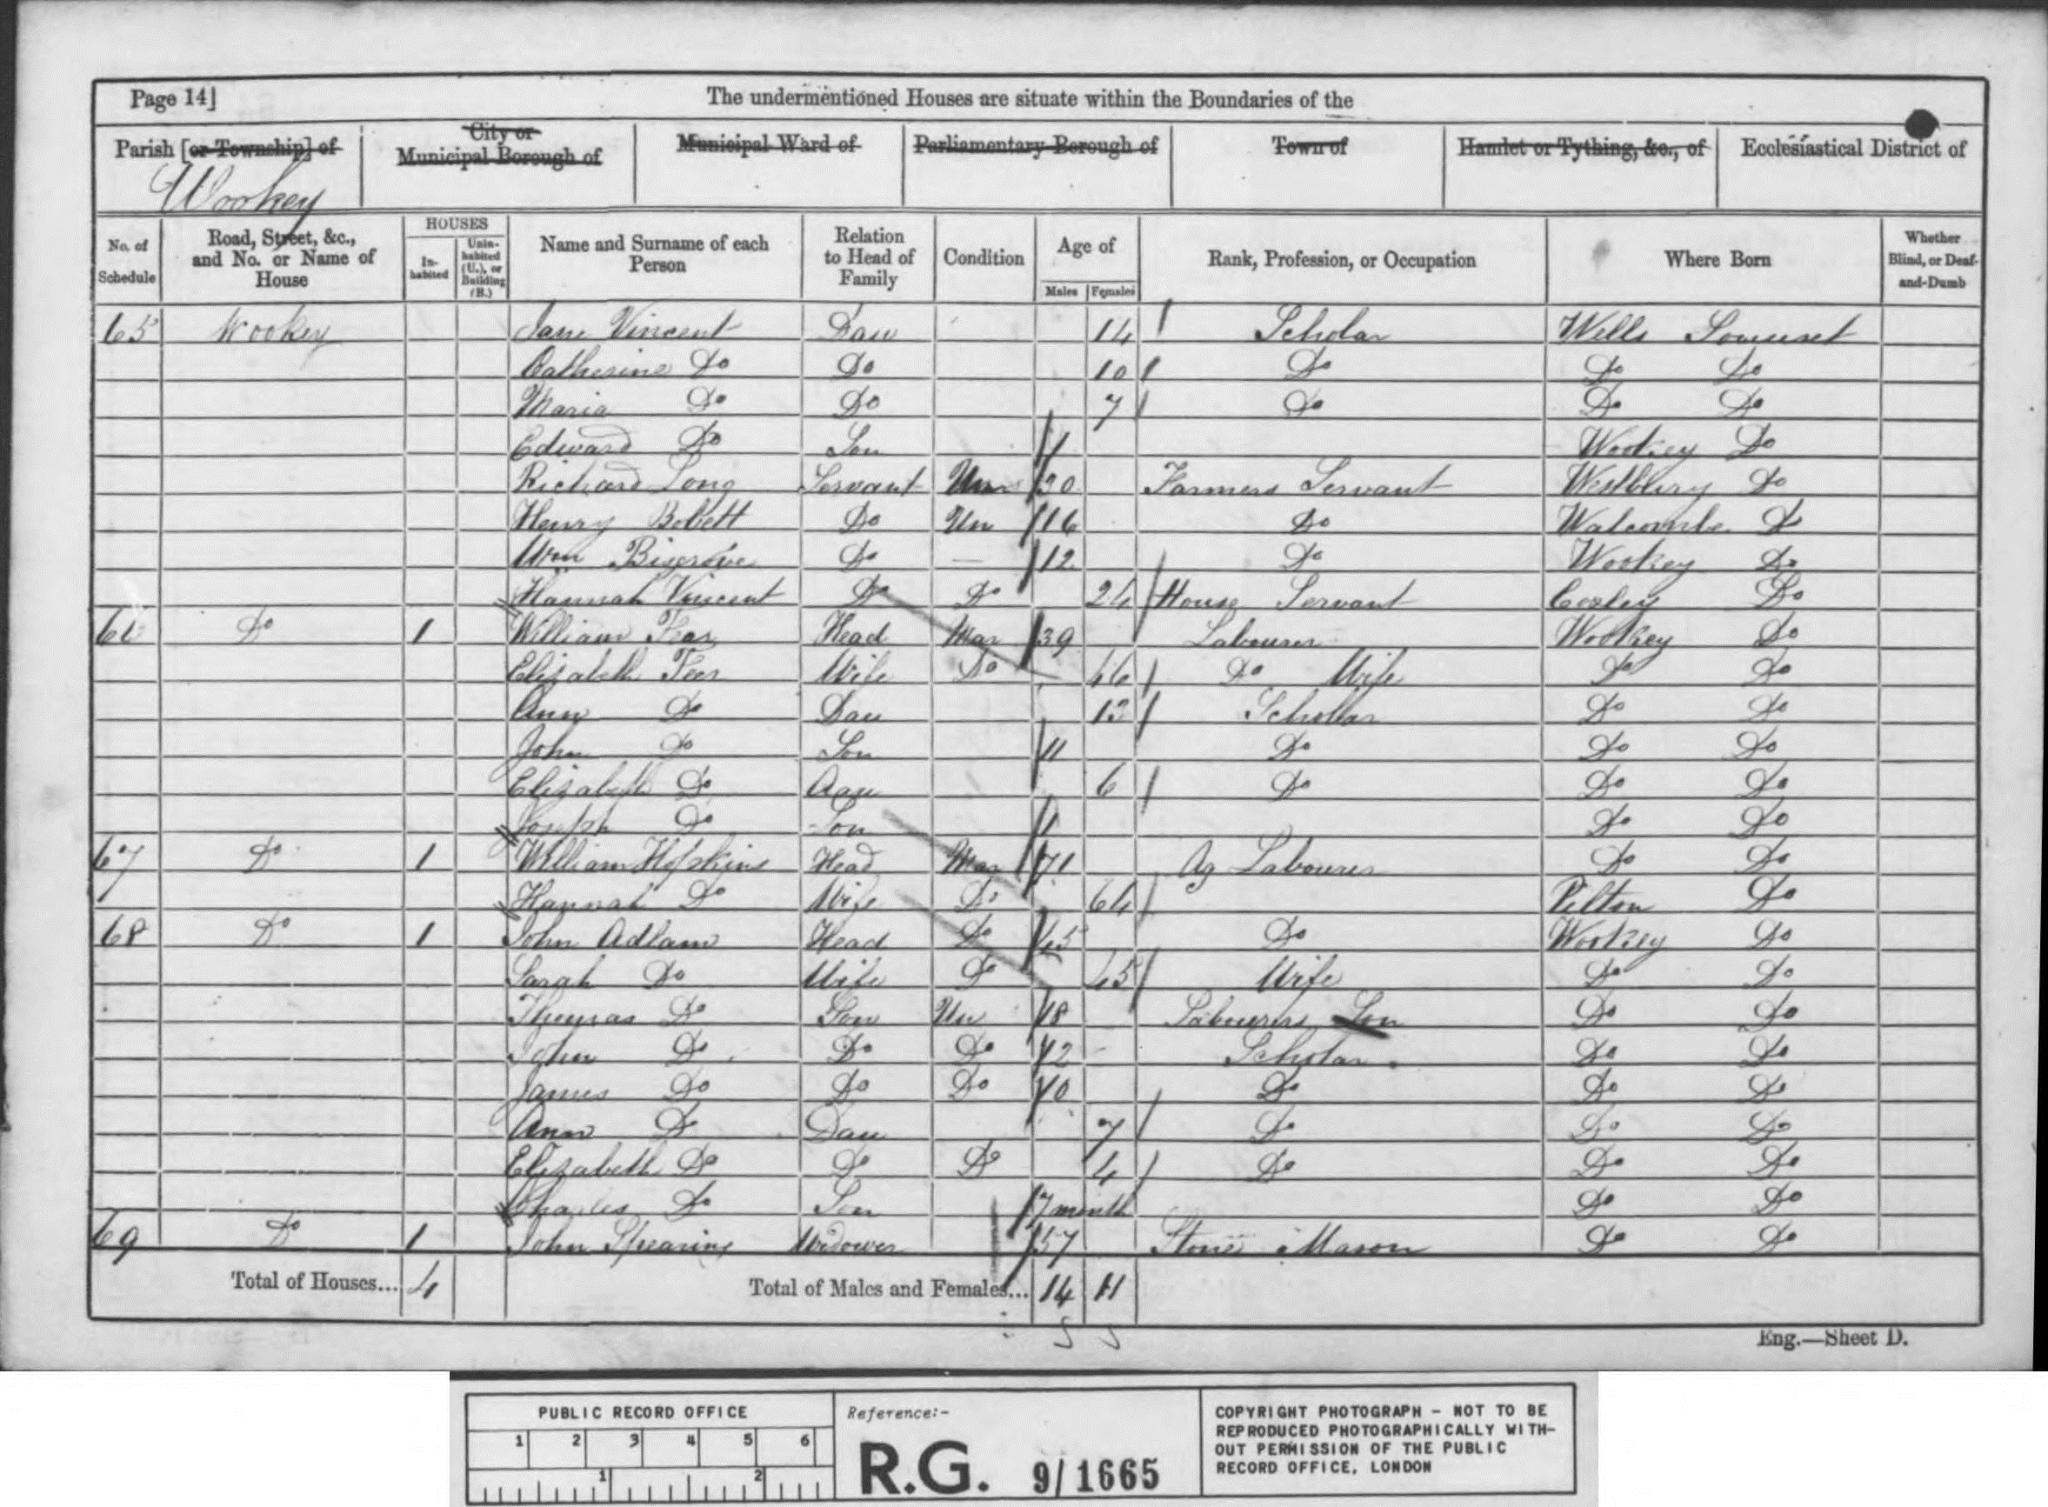 Page 14]
The undermentioned Houses are situate within the Boundaries of the
Parish [or Township] of
Wookey
City or
Municipal Borough of
Municipal Ward of
Parliamentary Borough of
Town of
Hamlet or Tything, &c., of
Ecclesiastical District of
No. of Schedule
Road, Street, &c., and No. or Name of House
HOUSES
In-habited
Unin-habited (U.), or Building (B.)
Name and Surname of each Person
Relation to Head of Family
Condition
Age of
Males
Females
Rank, Profession, or Occupation
Where Born
Whether Blind, or Deaf-and-Dumb
65 Wookey Jane Vincent Dau 14 Scholar Wells Somerset
Catherine Do Do 10 Do Do Do
Maria Do Do 7 Do Do Do
Edward Do Son 1 Wookey Do
Richard Long Servant Un 20 Farmers Servant Westbury Do
Henry Bobett Do Un 16 Do Walcombe Do
Wm Bisgrove Do — 12 Do Wookey Do
Hannah Vincent Do Do 24 House Servant Coxley Do
66 Do 1 William Fear Head Mar 39 Labourer Wookey Do
Elizabeth Fear Wife Do 46 Do Wife Do Do
Ann Do Dau 13 Scholar Do Do
John Do Son 11 Do Do Do
Elizabeth Do Dau 6 Do Do Do
Joseph Do Son 1 Do Do
67 Do 1 William Hopkins Head Mar 71 Ag Labourer Do Do
Hannah Do Wife Do 64 Pilton Do
68 Do 1 John Adlam Head Do 45 Do Wookey Do
Sarah Do Wife Do 45 Wife Do Do
Thomas Do Son Un 18 Labourers Son Do Do
John Do Do Do 12 Scholar Do Do
James Do Do Do 10 Do Do Do
Ann Do Dau 7 Do Do Do
Elizabeth Do Do Do 4 Do Do Do
Charles Do Son 7 month Do Do
69 Do 1 John Spearing Widower 57 Stone Mason Do Do
Total of Houses... 4
Total of Males and Females... 14 11
Eng.—Sheet D.
PUBLIC RECORD OFFICE
1 2 3 4 5 6
1 2
Reference:-
R.G. 9/1665
COPYRIGHT PHOTOGRAPH - NOT TO BE
REPRODUCED PHOTOGRAPHICALLY WITH-
OUT PERMISSION OF THE PUBLIC
RECORD OFFICE, LONDON